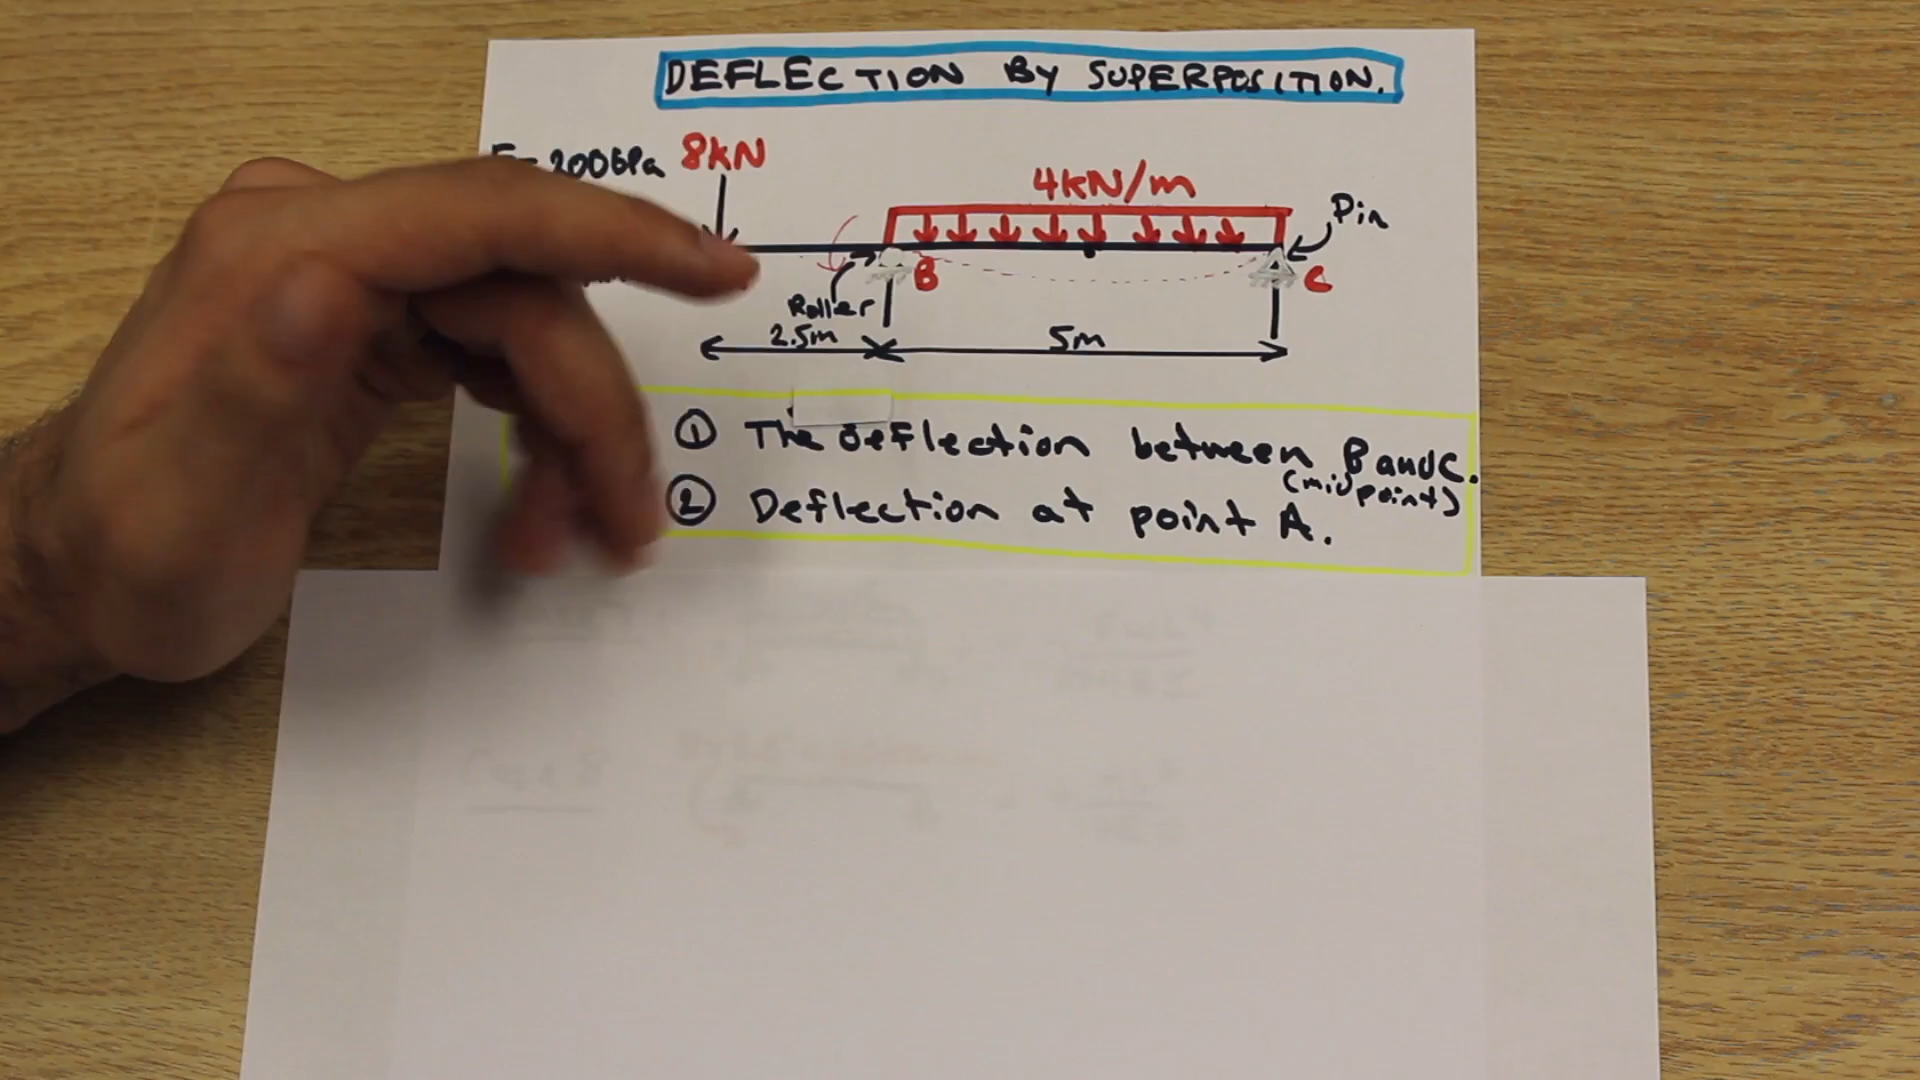 DEFLECTION BY SUPERPOSITION.
200GPa
8kN
4kN/m
Pin
B
C
Roller
2.5m
5m
① The deflection between B and C.
(midpoint)
② Deflection at point A.